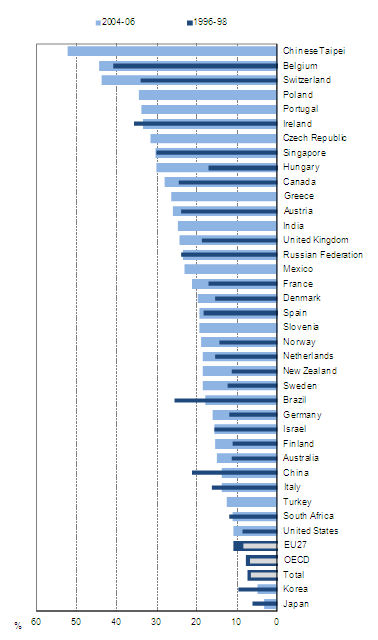 2004-06 1996-98
Chinese Taipei
Belgium
Switzerland
Poland
Portugal
Ireland
Czech Republic
Singapore
Hungary
Canada
Greece
Austria
India
United Kingdom
Russian Federation
Mexico
France
Denmark
Spain
Slovenia
Norway
Netherlands
New Zealand
Sweden
Brazil
Germany
Israel
Finland
Australia
China
Italy
Turkey
South Africa
United States
EU27
OECD
Total
Korea
Japan
60 50 40 30 20 10 0
%